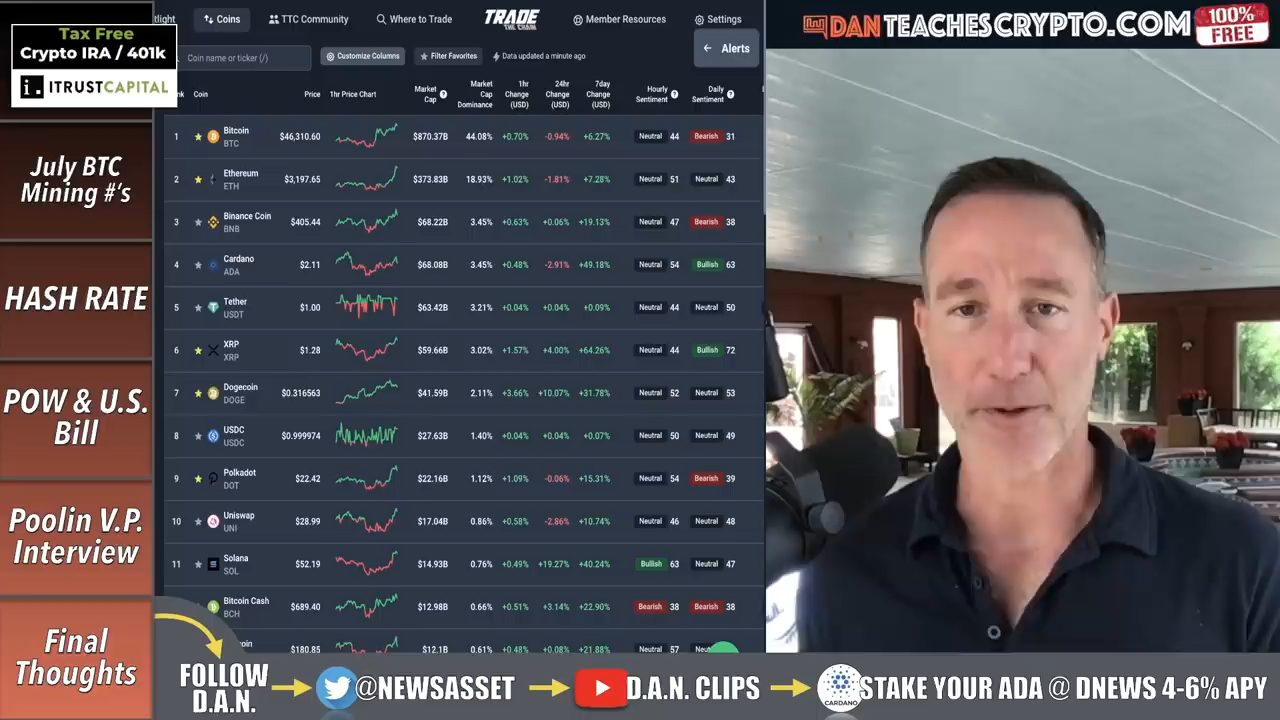 Tax Free
Crypto IRA / 401k
ITRUSTCAPITAL
July BTC
Mining #'s
HASH RATE
POW & U.S.
Bill
Poolin V.P.
Interview
Final
Thoughts
tlight Coins TTC Community Where to Trade TRADE THE CHAIN Member Resources Settings
Coin name or ticker (/) Customize Columns Filter Favorites Data updated a minute ago Alerts
Coin Price 1hr Price Chart Market Cap Market Cap Dominance 1hr Change (USD) 24hr Change (USD) 7day Change (USD) Hourly Sentiment Daily Sentiment
1 Bitcoin BTC $46,310.60 $870.37B 44.08% +0.70% -0.94% +6.27% Neutral 44 Bearish 31
2 Ethereum ETH $3,197.65 $373.83B 18.93% +1.02% -1.81% +7.28% Neutral 51 Neutral 43
3 Binance Coin BNB $405.44 $68.22B 3.45% +0.63% +0.06% +19.13% Neutral 47 Bearish 38
4 Cardano ADA $2.11 $68.08B 3.45% +0.48% -2.91% +49.18% Neutral 54 Bullish 63
5 Tether USDT $1.00 $63.42B 3.21% +0.04% +0.04% +0.09% Neutral 44 Neutral 50
6 XRP XRP $1.28 $59.66B 3.02% +1.57% +4.00% +64.26% Neutral 44 Bullish 72
7 Dogecoin DOGE $0.316563 $41.59B 2.11% +3.66% +10.07% +31.78% Neutral 52 Neutral 53
8 USDC USDC $0.999974 $27.63B 1.40% +0.04% +0.04% +0.07% Neutral 50 Neutral 49
9 Polkadot DOT $22.42 $22.16B 1.12% +1.09% -0.06% +15.31% Neutral 54 Bearish 39
10 Uniswap UNI $28.99 $17.04B 0.86% +0.58% -2.86% +10.74% Neutral 46 Neutral 48
11 Solana SOL $52.19 $14.93B 0.76% +0.49% +19.27% +40.24% Bullish 63 Neutral 47
Bitcoin Cash BCH $689.40 $12.98B 0.66% +0.51% +3.14% +22.90% Bearish 38 Bearish 38
$180.85 $12.1B 0.61% +0.48% +0.08% +21.88% Neutral 57
DANTEACHESCRYPTO.COM 100% FREE
FOLLOW
D.A.N.
@NEWSASSET
D.A.N. CLIPS
CARDANO
STAKE YOUR ADA @ DNEWS 4-6% APY